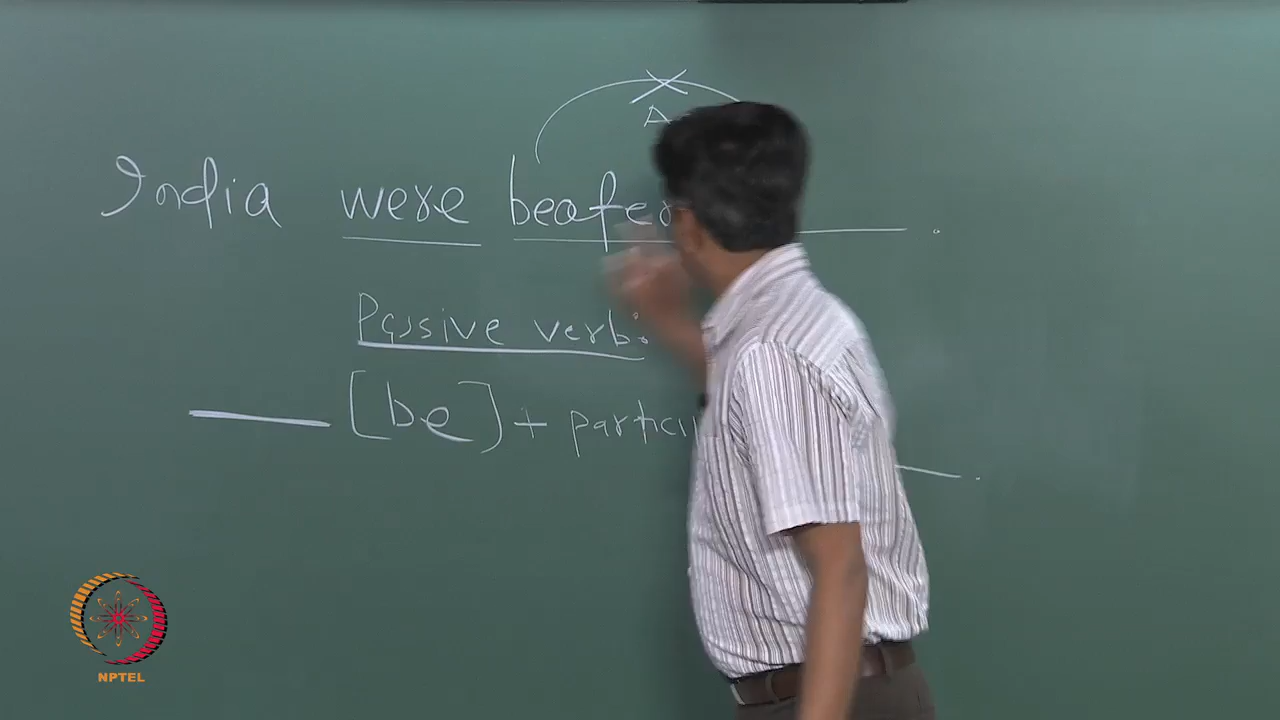 A
India were beaten
Passive verb:
[be] + partici
NPTEL